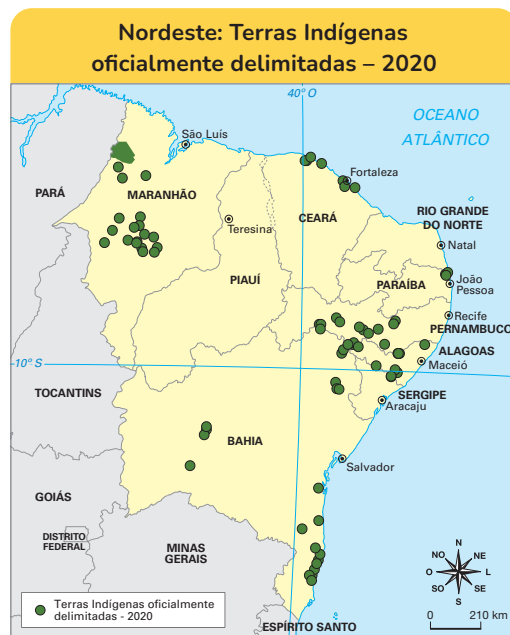 Nordeste: Terras Indígenas
oficialmente delimitadas – 2020
40° O
OCEANO
ATLÂNTICO
São Luís
Fortaleza
PARÁ
MARANHÃO
CEARÁ
RIO GRANDE
DO NORTE
Teresina
Natal
PIAUÍ
PARAÍBA
João
Pessoa
Recife
PERNAMBUCO
ALAGOAS
10° S
Maceió
TOCANTINS
SERGIPE
Aracaju
BAHIA
Salvador
GOIÁS
DISTRITO
FEDERAL
MINAS
GERAIS
N
NO
NE
O
L
SO
SE
S
Terras Indígenas oficialmente
delimitadas - 2020
0
210 km
ESPÍRITO SANTO